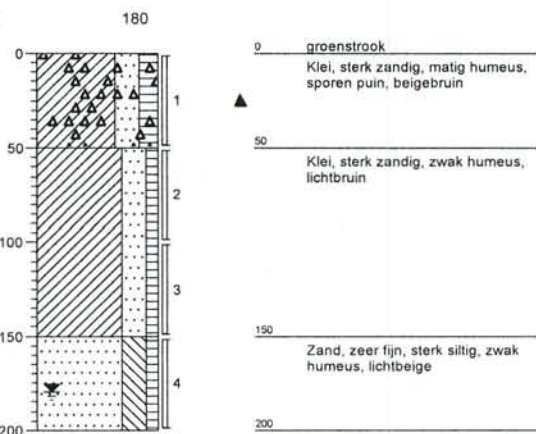 180
0
50
100
150
200
1
2
3
4
0
groenstrook
Klei, sterk zandig, matig humeus,
sporen puin, beigebruin
50
Klei, sterk zandig, zwak humeus,
lichtbruin
150
Zand, zeer fijn, sterk siltig, zwak
humeus, lichtbeige
200